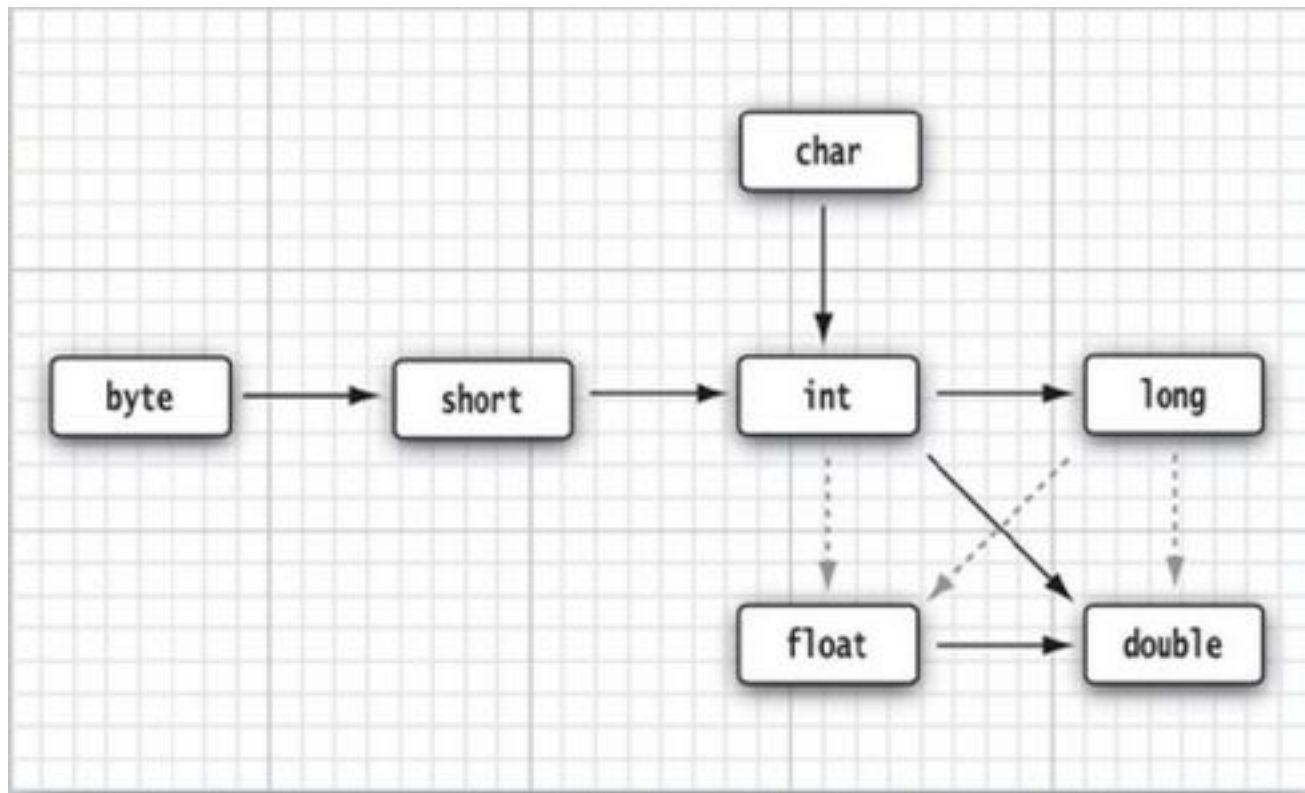 char
byte
short
int
long
float
double